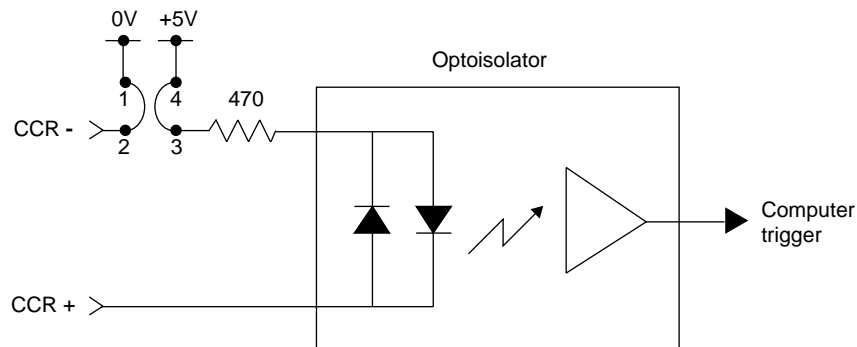 0V +5V
Optoisolator
1 4 470
CCR -
2 3
Computer
trigger
CCR +